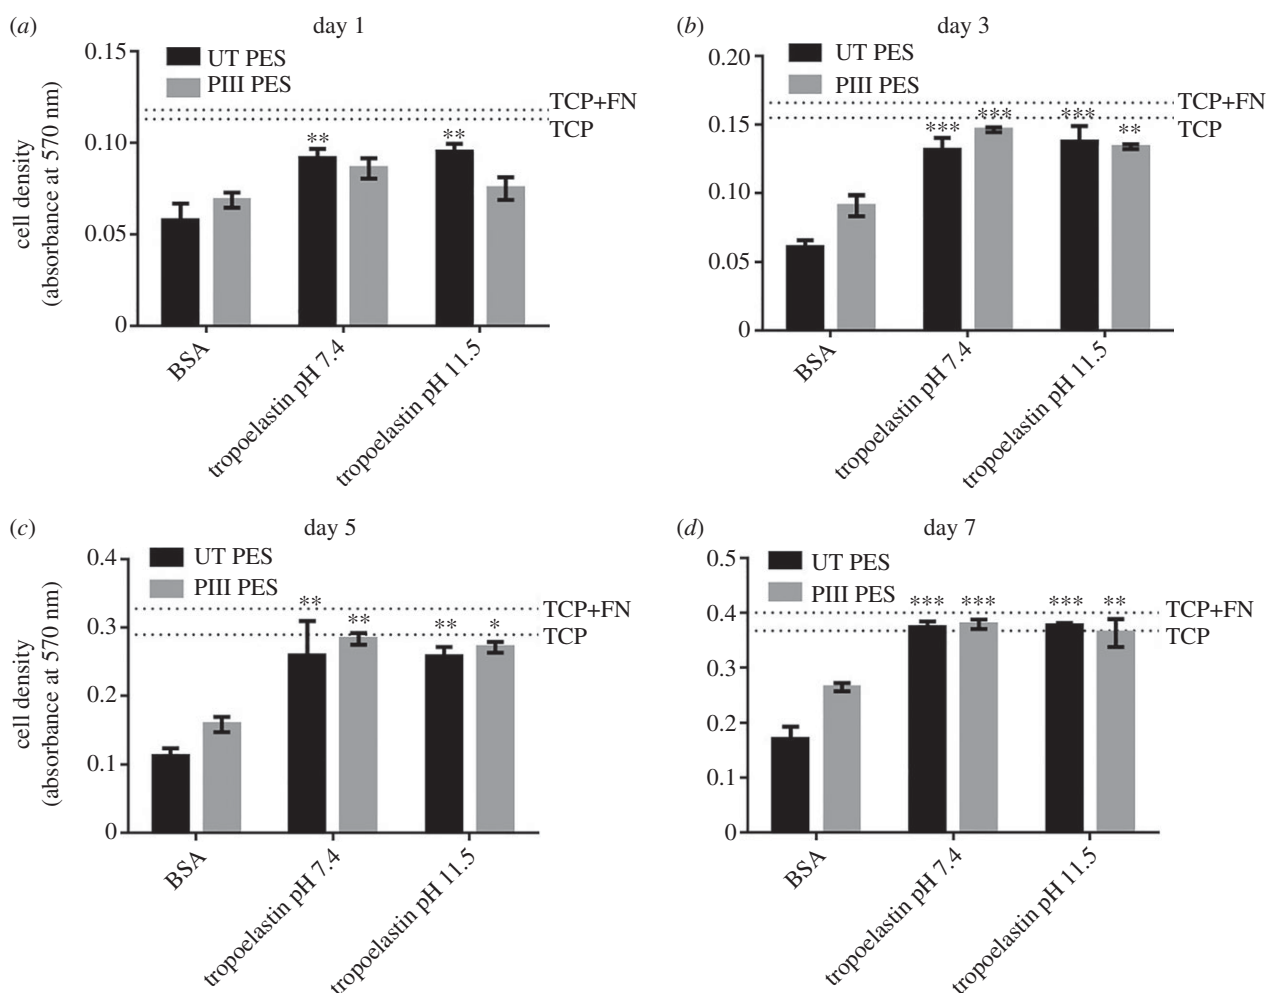 (a)
day 1
0.15
UT PES
PIII PES
TCP+FN
TCP
0.10
**
**
0.05
0
cell density
(absorbance at 570 nm)
BSA
tropoelastin pH 7.4
tropoelastin pH 11.5
(b)
day 3
0.20
UT PES
PIII PES
TCP+FN
TCP
0.15
***
***
***
**
0.10
0.05
0
BSA
tropoelastin pH 7.4
tropoelastin pH 11.5
(c)
day 5
0.4
UT PES
PIII PES
TCP+FN
TCP
0.3
**
**
**
*
0.2
0.1
0
cell density
(absorbance at 570 nm)
BSA
tropoelastin pH 7.4
tropoelastin pH 11.5
(d)
day 7
0.5
UT PES
PIII PES
***
***
***
**
TCP+FN
TCP
0.4
0.3
0.2
0.1
0
BSA
tropoelastin pH 7.4
tropoelastin pH 11.5